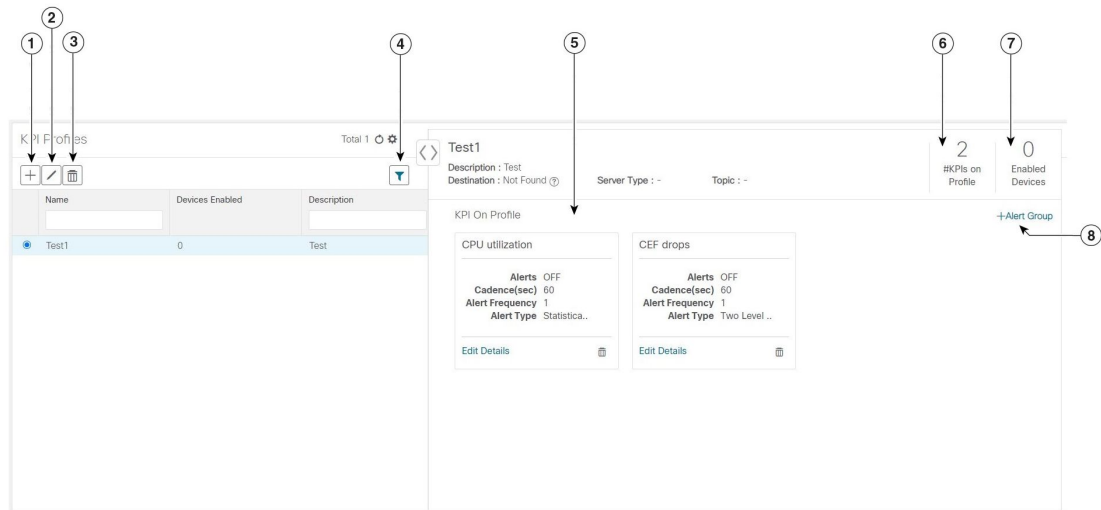 2
1
3
4
5
6
7
KPI Profiles
Total 1
Test1
Description : Test
Destination : Not Found ?
Server Type : -
Topic : -
2
#KPIs on
Profile
0
Enabled
Devices
Name
Devices Enabled
Description
Test1
0
Test
KPI On Profile
+Alert Group
8
CPU utilization
Alerts OFF
Cadence(sec) 60
Alert Frequency 1
Alert Type Statistica..
Edit Details
CEF drops
Alerts OFF
Cadence(sec) 60
Alert Frequency 1
Alert Type Two Level ..
Edit Details